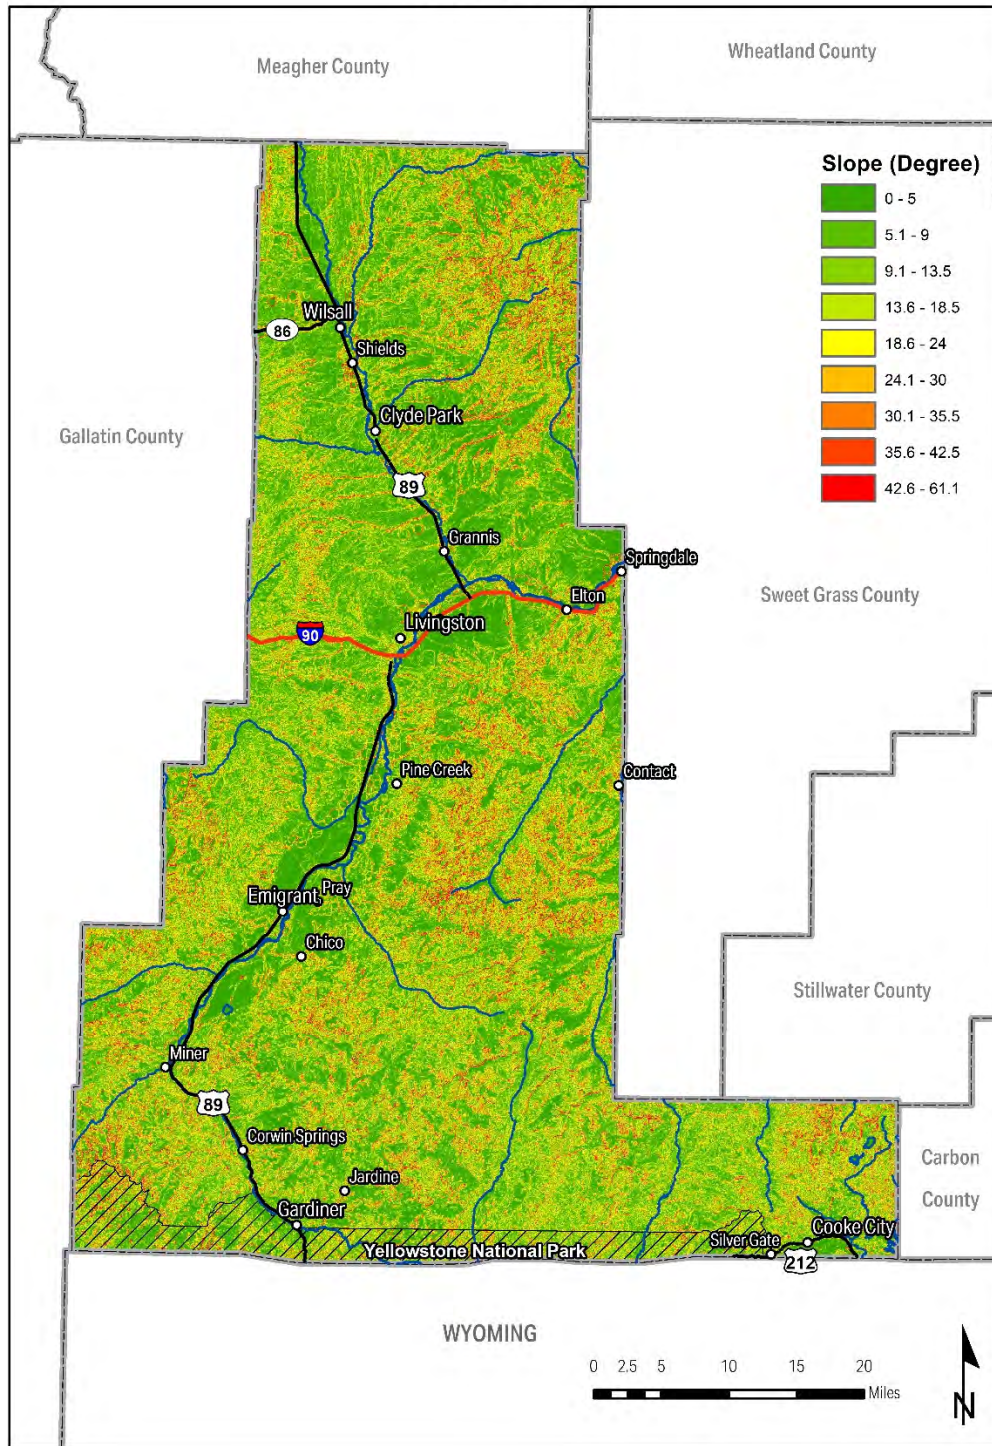 Meagher County
Wheatland County
Slope (Degree)
0 - 5
5.1 - 9
9.1 - 13.5
13.6 - 18.5
18.6 - 24
24.1 - 30
30.1 - 35.5
35.6 - 42.5
42.6 - 61.1
Wilsall
86
Shields
Clyde Park
Gallatin County
89
Grannis
Springdale
Elton
Sweet Grass County
Livingston
90
Pine Creek
Contact
Pray
Emigrant
Chico
Stillwater County
Miner
89
Corwin Springs
Carbon
County
Jardine
Gardiner
Cooke City
Silver Gate
Yellowstone National Park
212
WYOMING
0 2.5 5 10 15 20
Miles
N